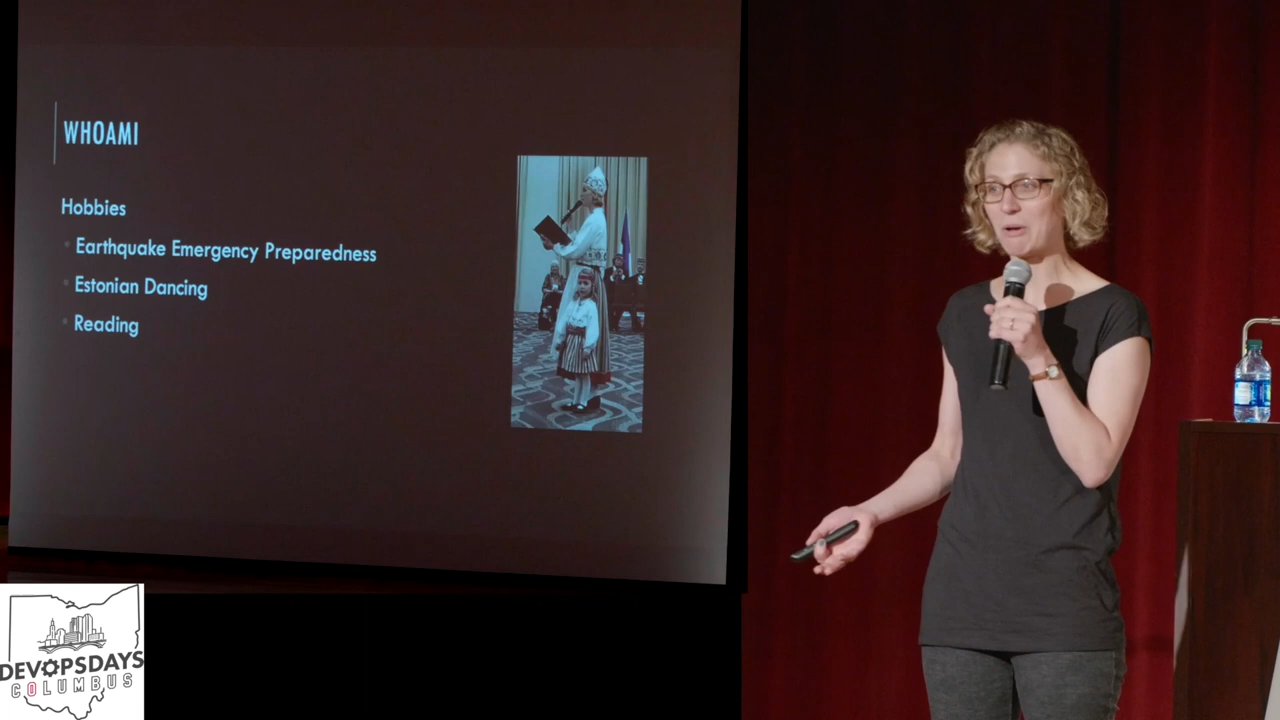 WHOAMI
Hobbies
Earthquake Emergency Preparedness
Estonian Dancing
Reading
DEVOPSDAYS
COLUMBUS